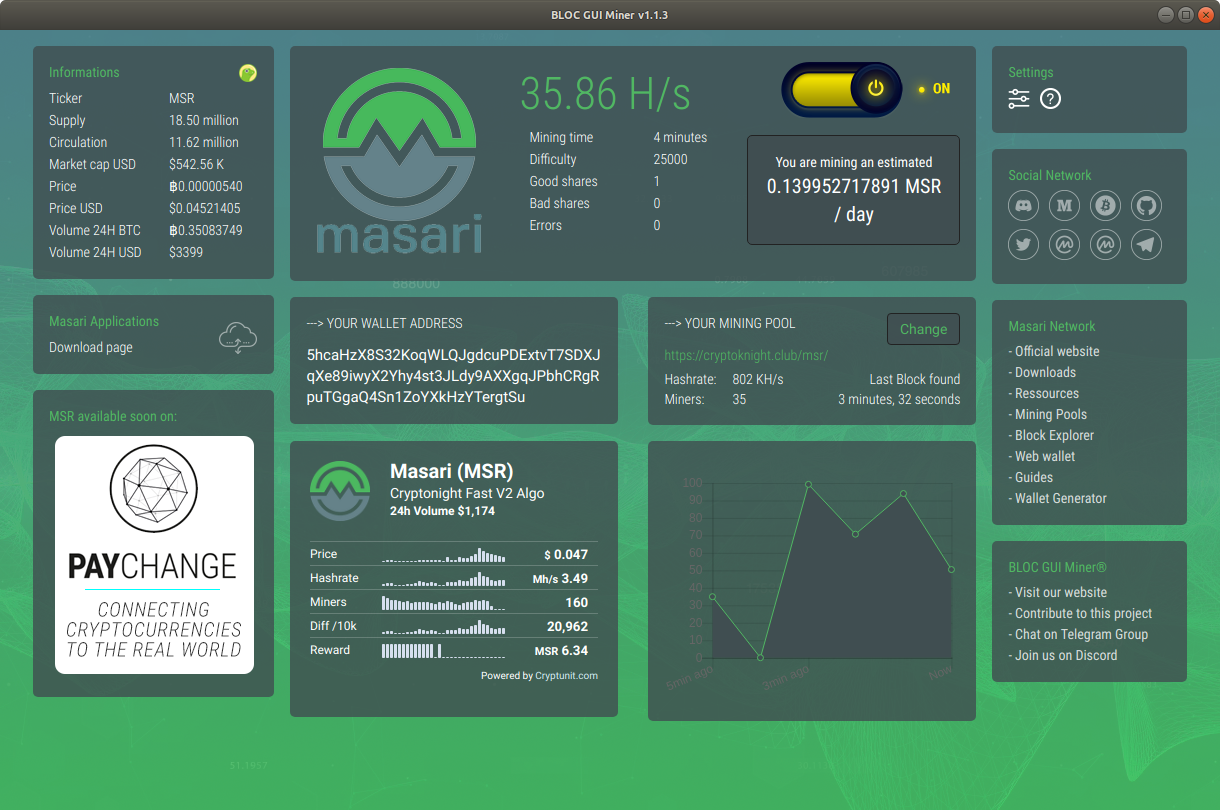 BLOC GUI Miner v1.1.3
Informations
Ticker MSR
Supply 18.50 million
Circulation 11.62 million
Market cap USD $542.56 K
Price ฿0.00000540
Price USD $0.04521405
Volume 24H BTC ฿0.35083749
Volume 24H USD $3399
Masari Applications
Download page
MSR available soon on:
PAYCHANGE
CONNECTING
CRYPTOCURRENCIES
TO THE REAL WORLD
masari
35.86 H/s
Mining time 4 minutes
Difficulty 25000
Good shares 1
Bad shares 0
Errors 0
ON
You are mining an estimated
0.139952717891 MSR
/ day
---> YOUR WALLET ADDRESS
5hcaHzX8S32KoqWLQJgdcuPDExtvT7SDXJ
qXe89iwyX2Yhy4st3JLdy9AXXgqJPbhCRgR
puTGgaQ4Sn1ZoYXkHzYTergtSu
---> YOUR MINING POOL
Change
https://cryptoknight.club/msr/
Hashrate: 802 KH/s Last Block found
Miners: 35 3 minutes, 32 seconds
Masari (MSR)
Cryptonight Fast V2 Algo
24h Volume $1,174
Price $ 0.047
Hashrate Mh/s 3.49
Miners 160
Diff /10k 20,962
Reward MSR 6.34
Powered by Cryptunit.com
100
90
80
70
60
50
40
30
20
10
0
5min ago 3min ago Now
Settings
Social Network
Masari Network
- Official website
- Downloads
- Ressources
- Mining Pools
- Block Explorer
- Web wallet
- Guides
- Wallet Generator
BLOC GUI Miner®
- Visit our website
- Contribute to this project
- Chat on Telegram Group
- Join us on Discord
51.1957